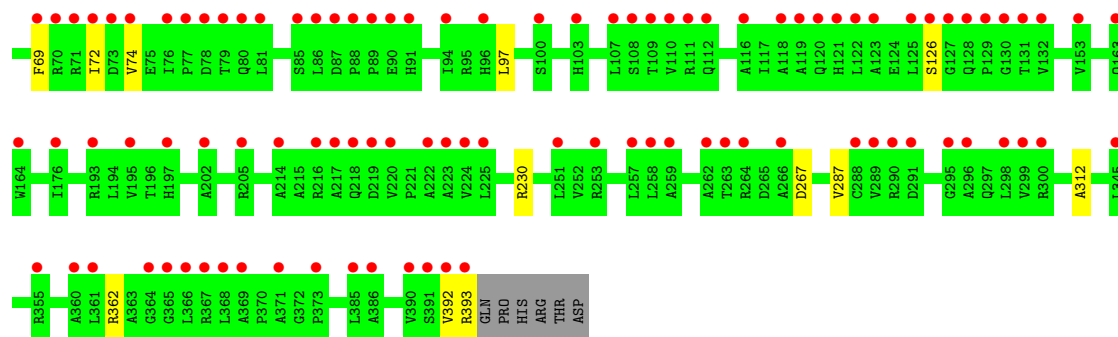 F69 R70 R71 I72 D73 V74 E75 I76 P77 D78 T79 Q80 L81 S85 L86 D87 P88 P89 E90 H91 I94 R95 H96 L97 S100 H103 L107 S108 T109 V110 R111 Q112 A116 I117 A118 A119 Q120 H121 L122 A123 E124 L125 S126 G127 Q128 P129 G130 T131 V132 V153
W164 I176 R193 L194 V195 T196 H197 A202 R205 A214 A215 R216 A217 Q218 D219 V220 P221 A222 A223 V224 L225 R230 L251 V252 R253 L257 L258 A259 A262 T263 R264 D265 A266 D267 V287 C288 V289 R290 D291 G295 A296 Q297 L298 V299 R300 A312
R355 A360 L361 R362 A363 G364 G365 L366 R367 L368 A369 P370 A371 G372 P373 L385 A386 V390 S391 V392 R393 GLN PRO HIS ARG THR ASP